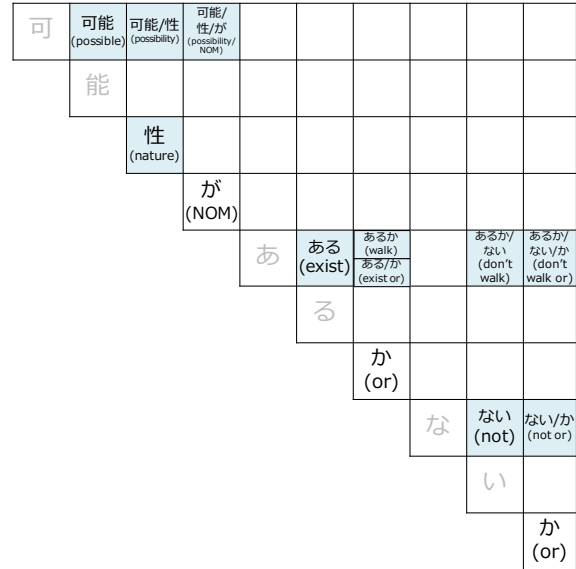 可
可能
(possible)
可能/性
(possibility)
可能/
性/が
(possibility/
NOM)
能
性
(nature)
が
(NOM)
あ
ある
(exist)
あるか
(walk)
ある/か
(exist or)
あるか/
ない
(don't
walk)
あるか/
ない/か
(don't
walk or)
る
か
(or)
な
ない
(not)
ない/か
(not or)
い
か
(or)